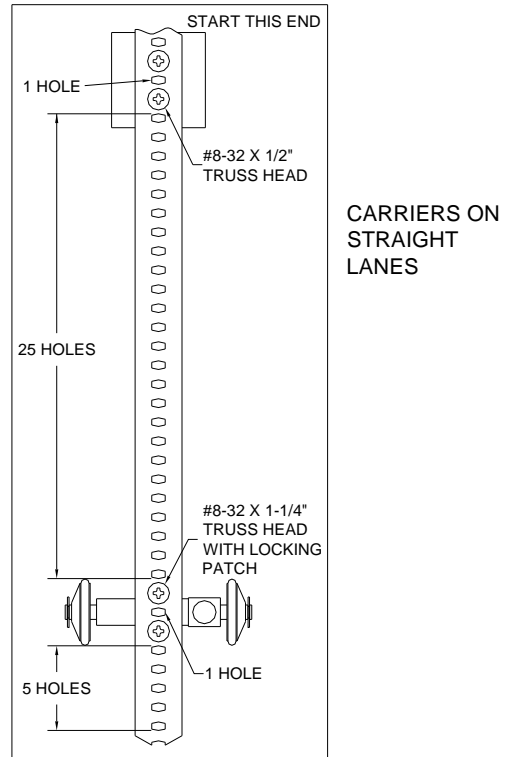 START THIS END
1 HOLE
#8-32 X 1/2"
TRUSS HEAD
CARRIERS ON
STRAIGHT
LANES
25 HOLES
#8-32 X 1-1/4"
TRUSS HEAD
WITH LOCKING
PATCH
1 HOLE
5 HOLES